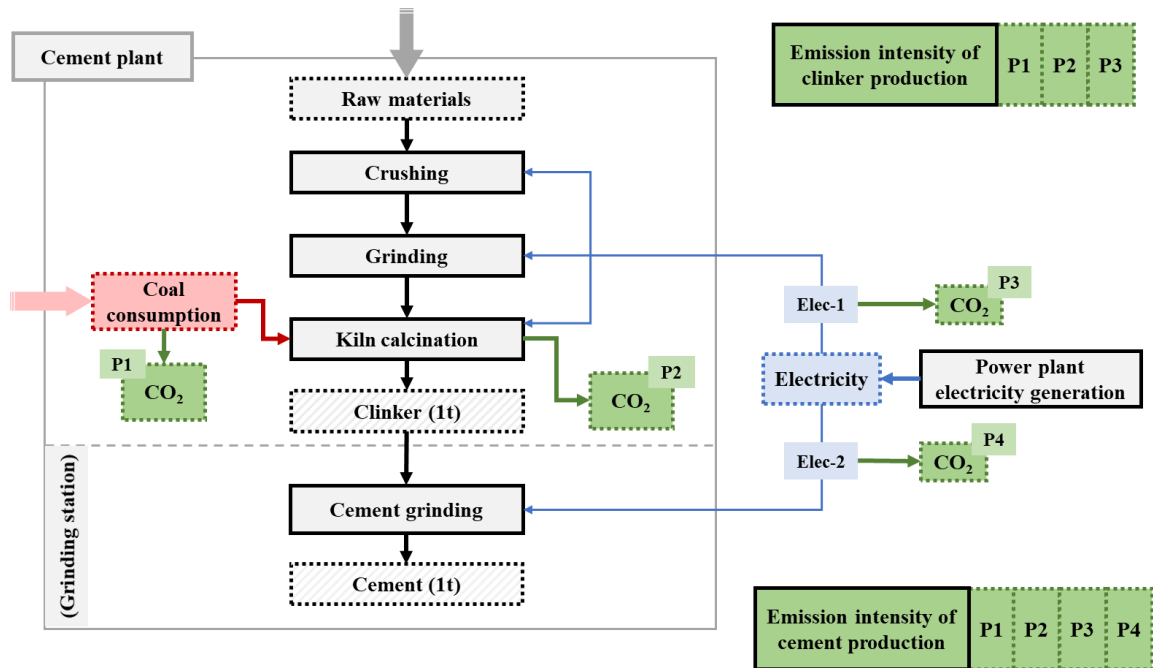 Cement plant
Emission intensity of
clinker production
P1
P2
P3
Raw materials
Crushing
Grinding
Coal
consumption
Kiln calcination
P1
CO₂
P2
CO₂
Clinker (1t)
Elec-1
P3
CO₂
Electricity
Power plant
electricity generation
Elec-2
P4
CO₂
(Grinding station)
Cement grinding
Cement (1t)
Emission intensity of
cement production
P1
P2
P3
P4